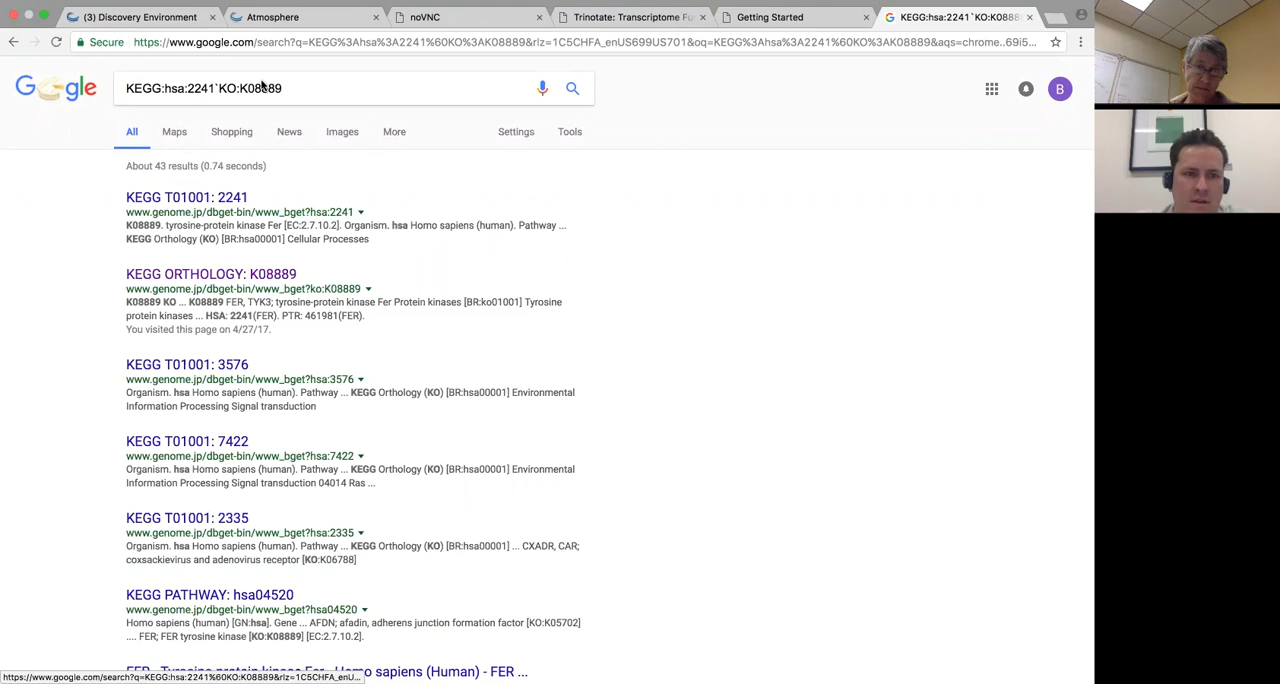 (3) Discovery Environment
Atmosphere
noVNC
Trinotate: Transcriptome Fu
Getting Started
KEGG:hsa:2241`KO:K0888
Secure
https://www.google.com/search?q=KEGG%3Ahsa%3A2241%60KO%3AK08889&rlz=1C5CHFA_enUS699US701&oq=KEGG%3Ahsa%3A2241%60KO%3AK08889&aqs=chrome..69i5...
KEGG:hsa:2241`KO:K08889
B
All Maps Shopping News Images More Settings Tools
About 43 results (0.74 seconds)
KEGG T01001: 2241
www.genome.jp/dbget-bin/www_bget?hsa:2241
K08889. tyrosine-protein kinase Fer [EC:2.7.10.2]. Organism. hsa Homo sapiens (human). Pathway ...
KEGG Orthology (KO) [BR:hsa00001] Cellular Processes
KEGG ORTHOLOGY: K08889
www.genome.jp/dbget-bin/www_bget?ko:K08889
K08889 KO ... K08889 FER, TYK3; tyrosine-protein kinase Fer Protein kinases [BR:ko01001] Tyrosine
protein kinases ... HSA: 2241(FER). PTR: 461981(FER).
You visited this page on 4/27/17.
KEGG T01001: 3576
www.genome.jp/dbget-bin/www_bget?hsa:3576
Organism. hsa Homo sapiens (human). Pathway ... KEGG Orthology (KO) [BR:hsa00001] Environmental
Information Processing Signal transduction
KEGG T01001: 7422
www.genome.jp/dbget-bin/www_bget?hsa:7422
Organism. hsa Homo sapiens (human). Pathway ... KEGG Orthology (KO) [BR:hsa00001] Environmental
Information Processing Signal transduction 04014 Ras ...
KEGG T01001: 2335
www.genome.jp/dbget-bin/www_bget?hsa:2335
Organism. hsa Homo sapiens (human). Pathway ... KEGG Orthology (KO) [BR:hsa00001] ... CXADR, CAR;
coxsackievirus and adenovirus receptor [KO:K06788]
KEGG PATHWAY: hsa04520
www.genome.jp/dbget-bin/www_bget?hsa04520
Homo sapiens (human) [GN:hsa]. Gene ... AFDN; afadin, adherens junction formation factor [KO:K05702]
.... FER; FER tyrosine kinase [KO:K08889] [EC:2.7.10.2].
FER - Tyrosine-protein kinase Fer - Homo sapiens (Human) - FER ...
https://www.google.com/search?q=KEGG:hsa:2241%60KO:K08889&rlz=1C5CHFA_enU...